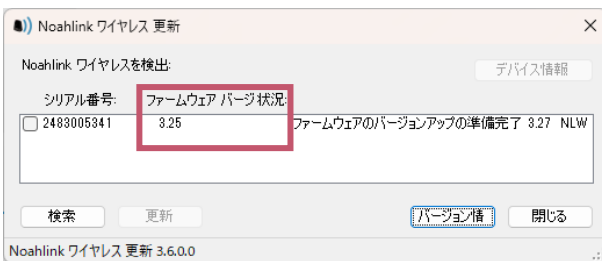 Noahlink ワイヤレス 更新
Noahlink ワイヤレスを検出:
デバイス情報
シリアル番号: ファームウェア バージ 状況:
2483005341 3.25 ファームウェアのバージョンアップの準備完了 3.27 NLW
検索 更新 バージョン情 閉じる
Noahlink ワイヤレス 更新 3.6.0.0